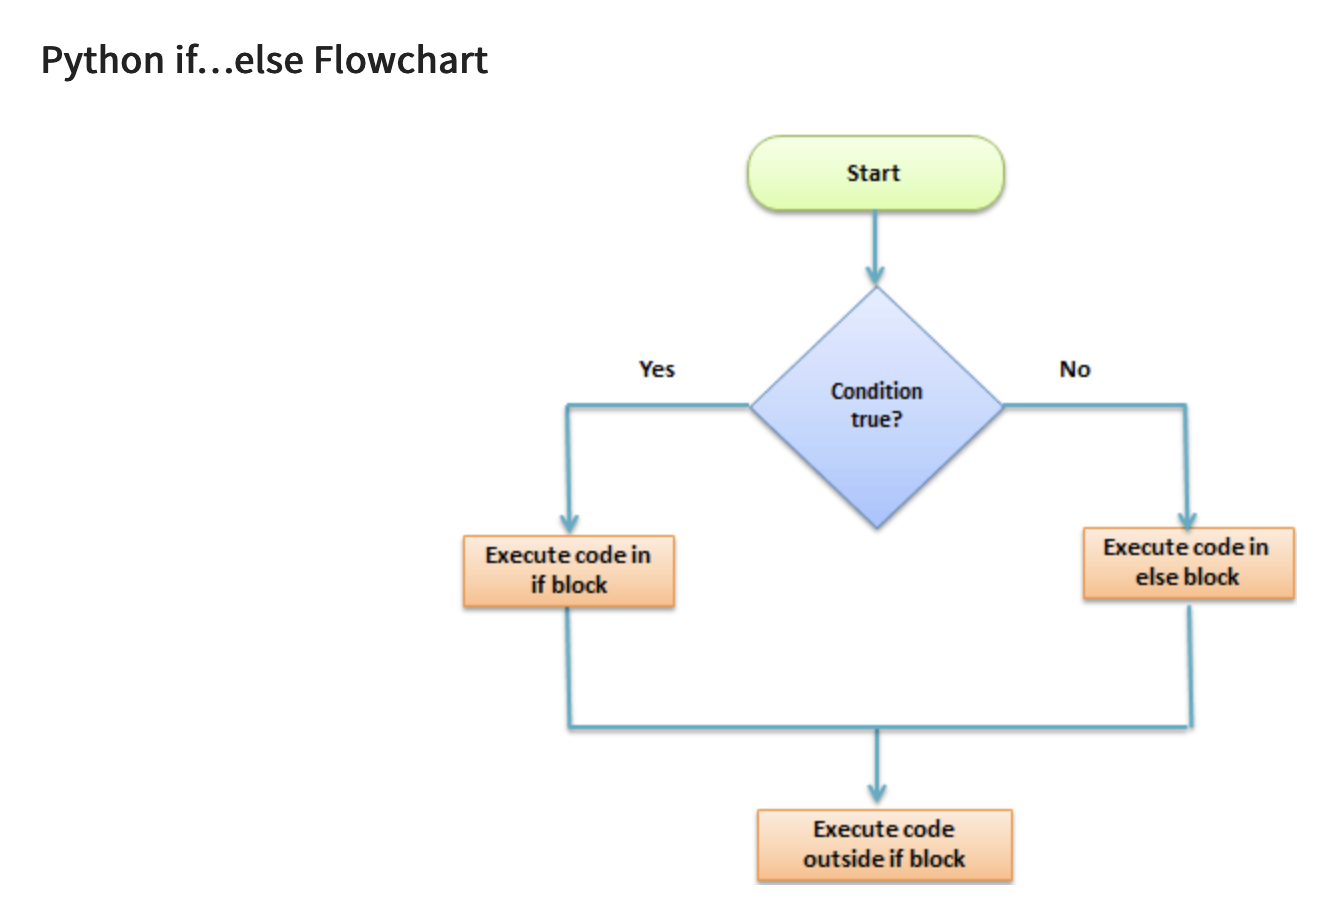 Python if...else Flowchart
Start
Yes
No
Condition
true?
Execute code in
if block
Execute code in
else block
Execute code
outside if block